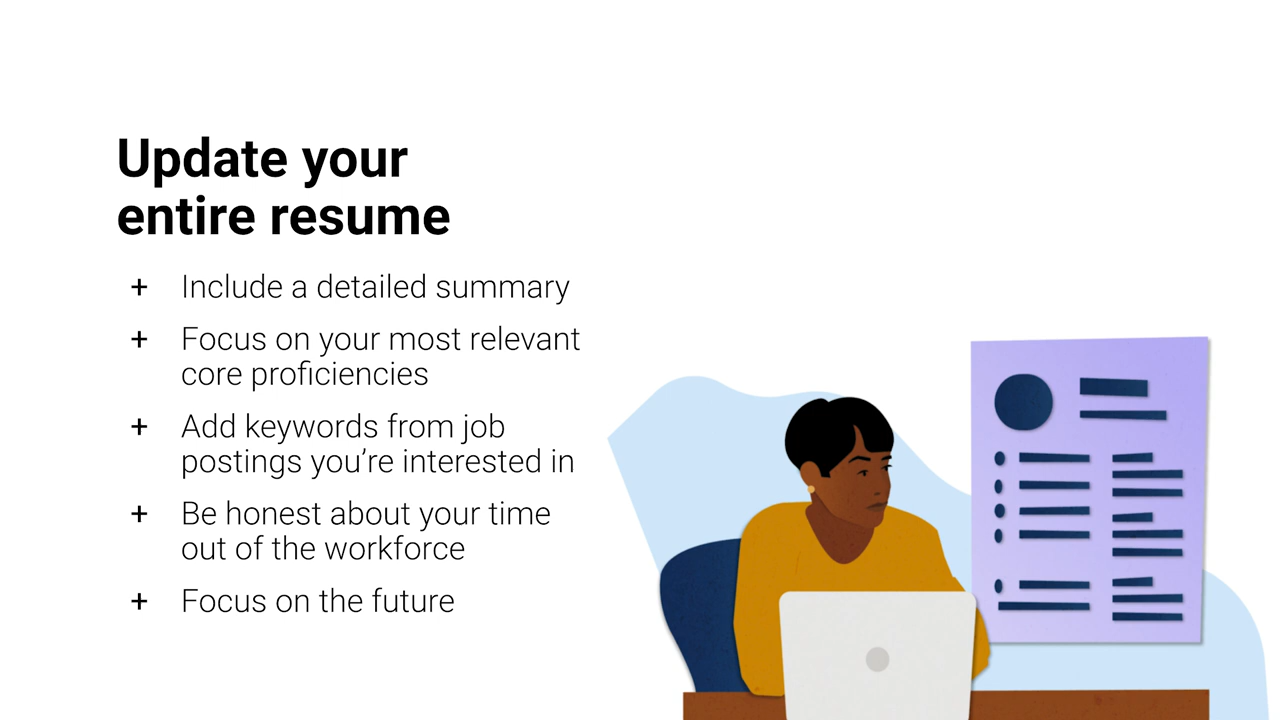 Update your
entire resume
+ Include a detailed summary
+ Focus on your most relevant
core proficiencies
+ Add keywords from job
postings you’re interested in
+ Be honest about your time
out of the workforce
+ Focus on the future